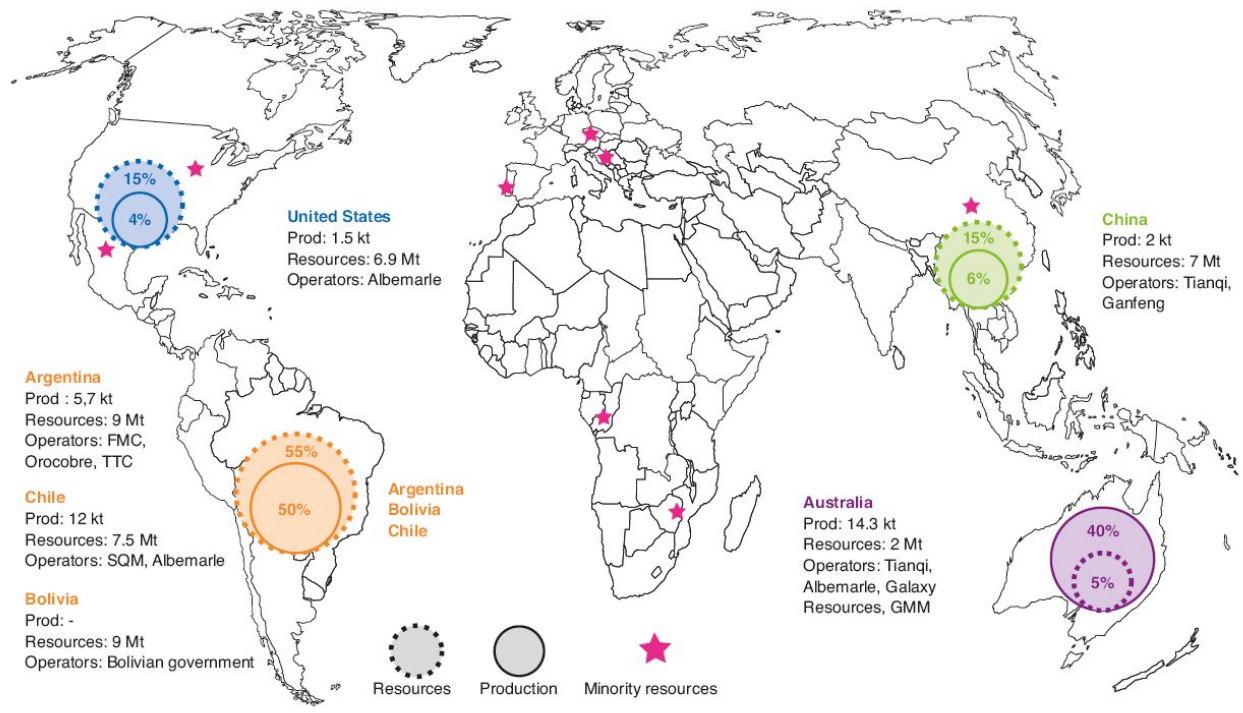 15%
4%
United States
Prod: 1.5 kt
Resources: 6.9 Mt
Operators: Albemarle
China
Prod: 2 kt
Resources: 7 Mt
Operators: Tianqi,
Ganfeng
15%
6%
Argentina
Prod : 5,7 kt
Resources: 9 Mt
Operators: FMC,
Orocobre, TTC
Chile
Prod: 12 kt
Resources: 7.5 Mt
Operators: SQM, Albemarle
Bolivia
Prod: -
Resources: 9 Mt
Operators: Bolivian government
55%
50%
Argentina
Bolivia
Chile
Australia
Prod: 14.3 kt
Resources: 2 Mt
Operators: Tianqi,
Albemarle, Galaxy
Resources, GMM
40%
5%
Resources
Production
Minority resources